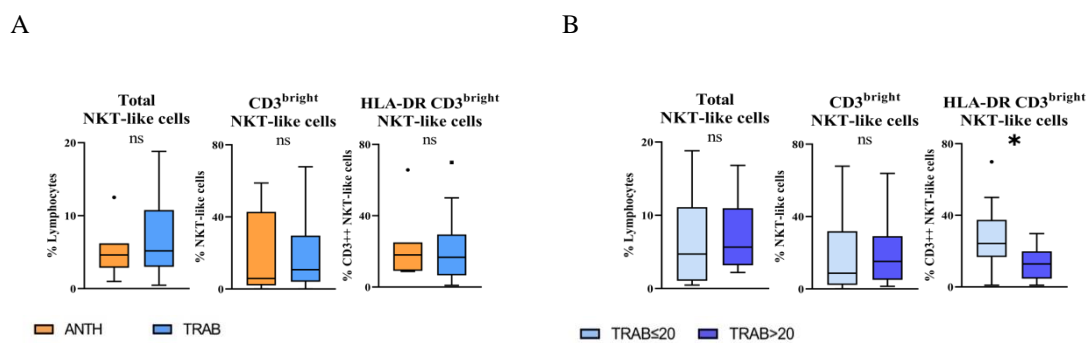 A
B
Total
NKT-like cells
ns
% Lymphocytes
20
10
0
CD3bright
NKT-like cells
ns
% NKT-like cells
80
40
0
HLA-DR CD3bright
NKT-like cells
ns
% CD3++ NKT-like cells
80
40
0
ANTH
TRAB
Total
NKT-like cells
ns
% Lymphocytes
20
15
10
5
0
CD3bright
NKT-like cells
ns
% NKT-like cells
80
40
0
HLA-DR CD3bright
NKT-like cells
*
% CD3++ NKT-like cells
80
40
0
TRAB≤20
TRAB>20